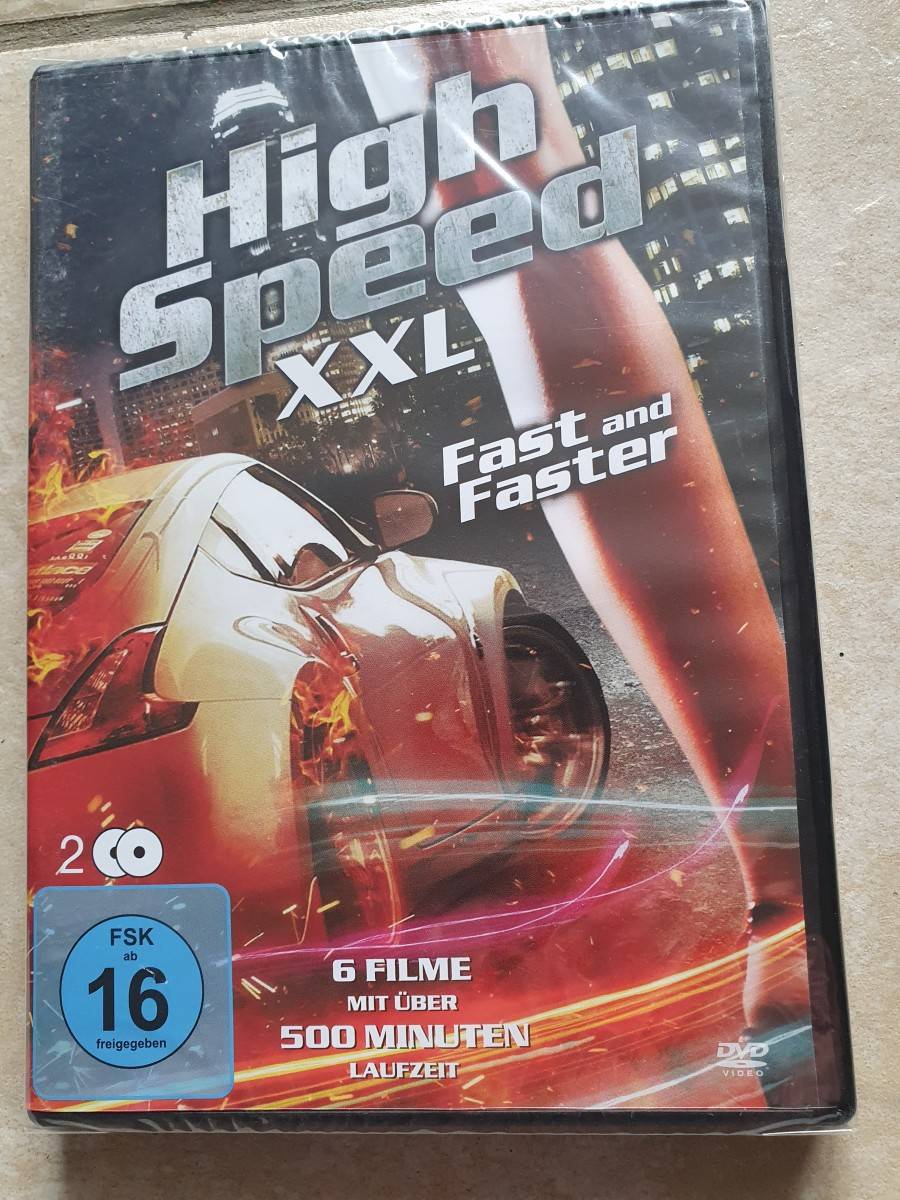 High
Speed
XXL
Fast and
Faster
2
FSK
ab
16
freigegeben
6 FILME
MIT ÜBER
500 MINUTEN
LAUFZEIT
DVD
VIDEO